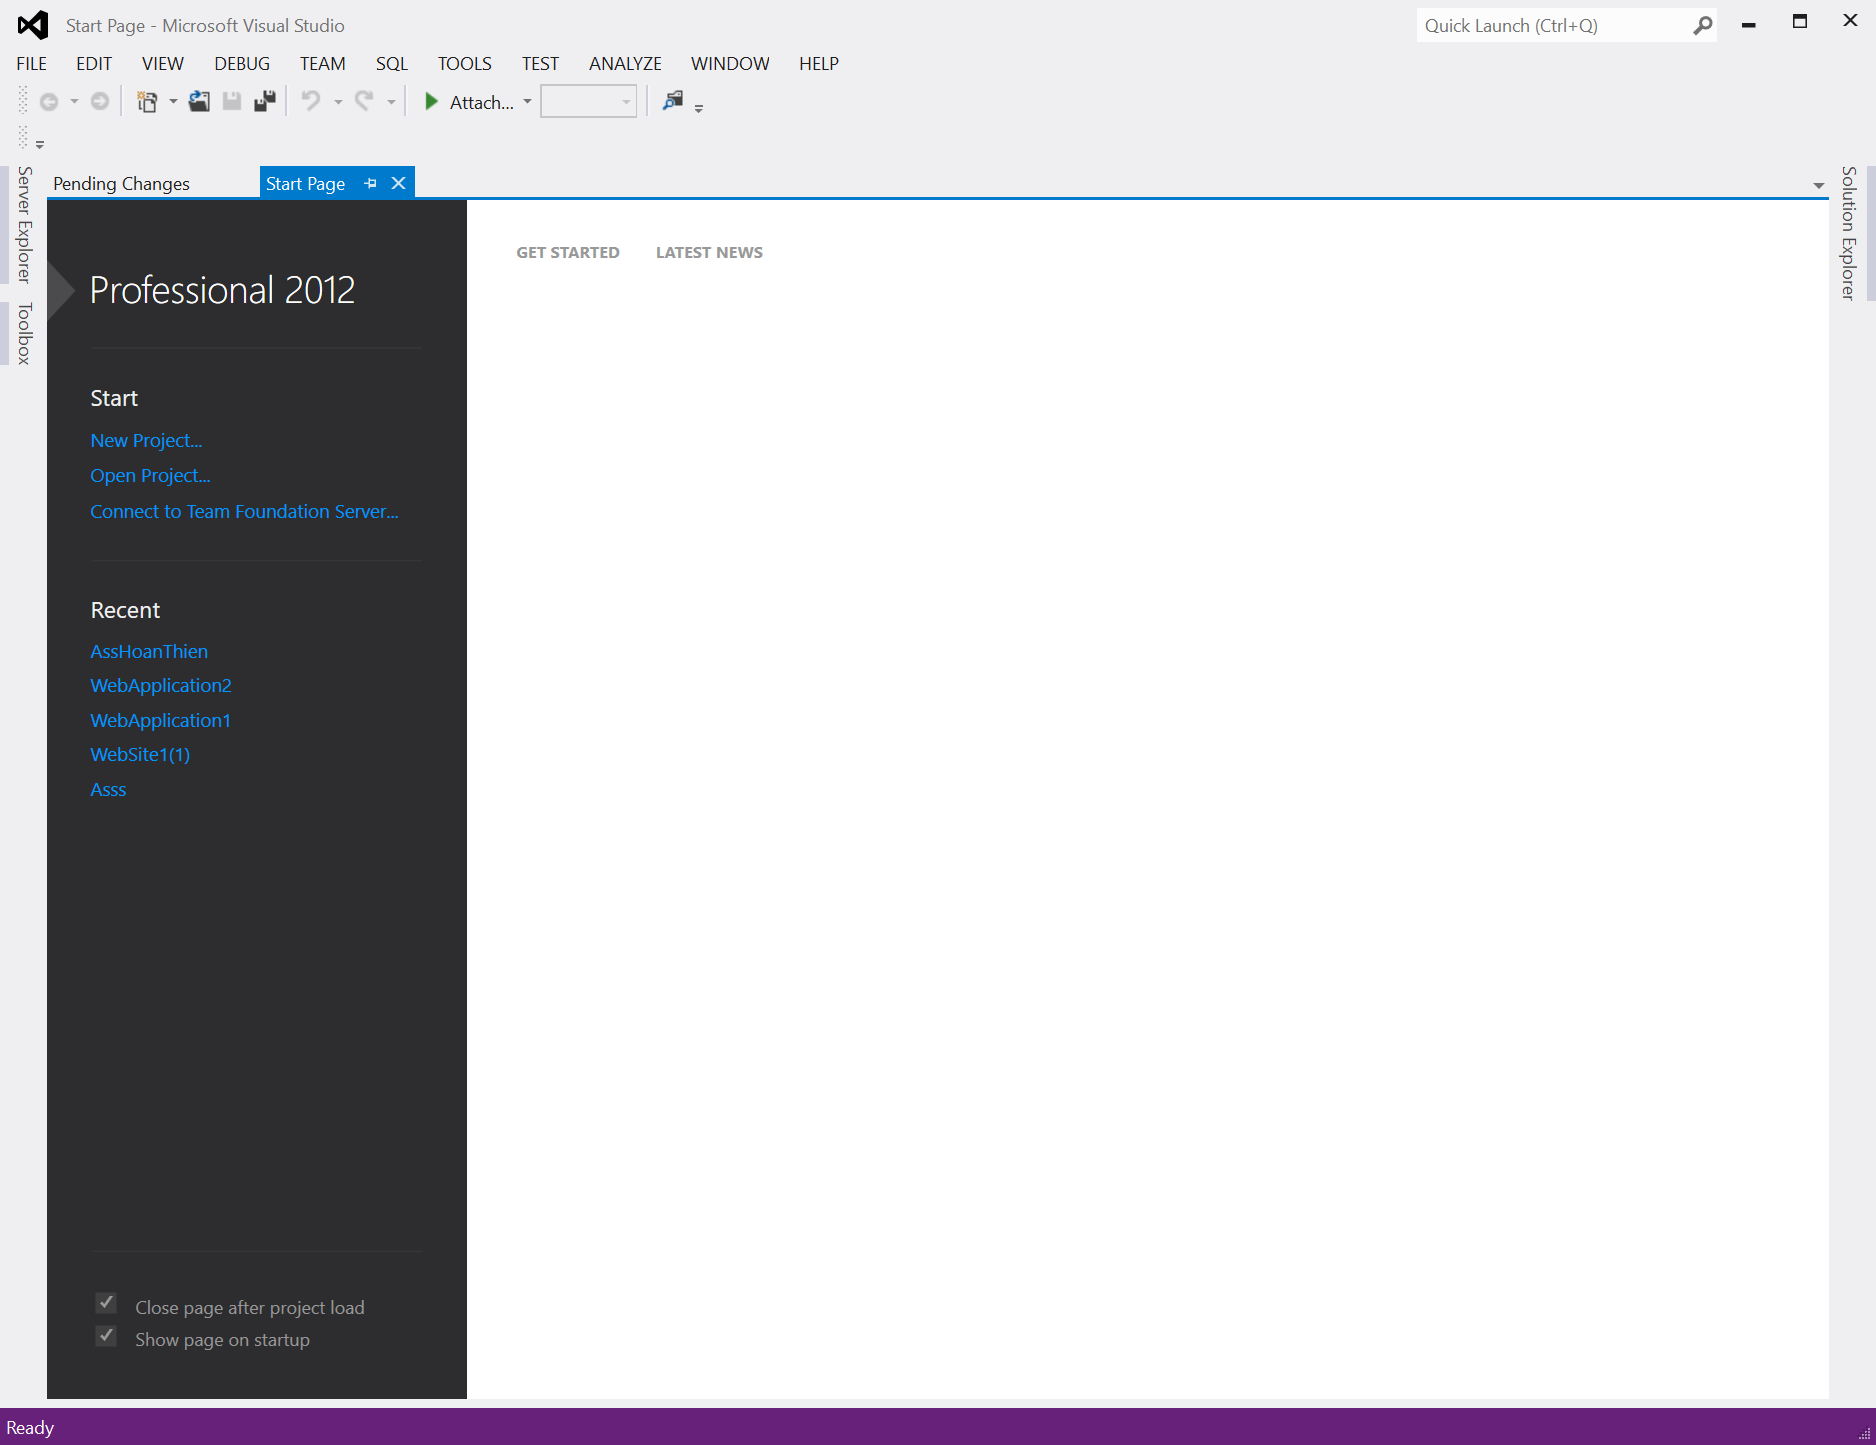 Start Page - Microsoft Visual Studio
Quick Launch (Ctrl+Q)
FILE EDIT VIEW DEBUG TEAM SQL TOOLS TEST ANALYZE WINDOW HELP
Attach...
Server Explorer
Toolbox
Pending Changes
Start Page
Solution Explorer
Professional 2012
Start
New Project...
Open Project...
Connect to Team Foundation Server...
Recent
AssHoanThien
WebApplication2
WebApplication1
WebSite1(1)
Asss
Close page after project load
Show page on startup
GET STARTED LATEST NEWS
Ready